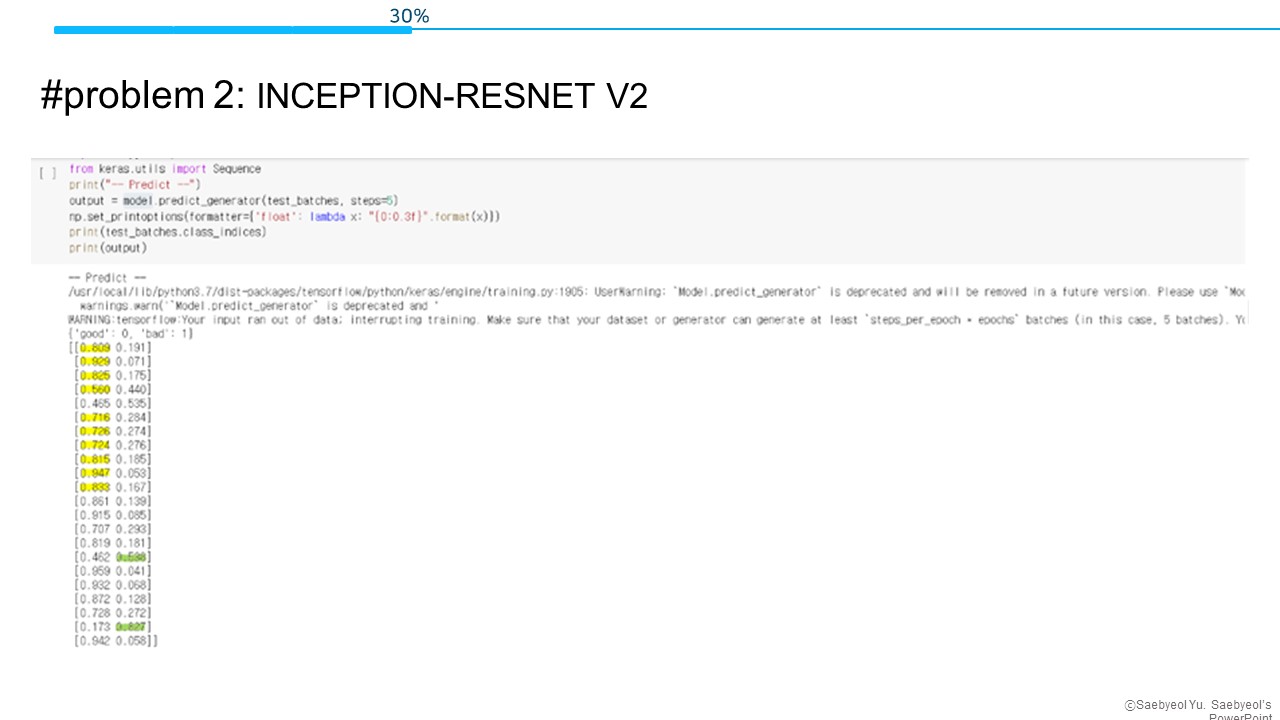 30%
#problem 2: INCEPTION-RESNET V2
[ ] from keras.utils import Sequence
print("-- Predict --")
output = model.predict_generator(test_batches, steps=5)
np.set_printoptions(formatter={'float': lambda x: "{0:0.3f}".format(x)})
print(test_batches.class_indices)
print(output)
-- Predict --
/usr/local/lib/python3.7/dist-packages/tensorflow/python/keras/engine/training.py:1905: UserWarning: `Model.predict_generator` is deprecated and will be removed in a future version. Please use `Mod
warnings.warn('`Model.predict_generator` is deprecated and '
WARNING:tensorflow:Your input ran out of data; interrupting training. Make sure that your dataset or generator can generate at least `steps_per_epoch * epochs` batches (in this case, 5 batches). Yo
{'good': 0, 'bad': 1}
[[0.809 0.191]
[0.929 0.071]
[0.825 0.175]
[0.560 0.440]
[0.465 0.535]
[0.716 0.284]
[0.726 0.274]
[0.724 0.276]
[0.815 0.185]
[0.947 0.053]
[0.833 0.167]
[0.861 0.139]
[0.915 0.085]
[0.707 0.293]
[0.819 0.181]
[0.462 0.538]
[0.959 0.041]
[0.932 0.068]
[0.872 0.128]
[0.728 0.272]
[0.173 0.827]
[0.942 0.058]]
ⓒSaebyeol Yu. Saebyeol's
PowerPoint